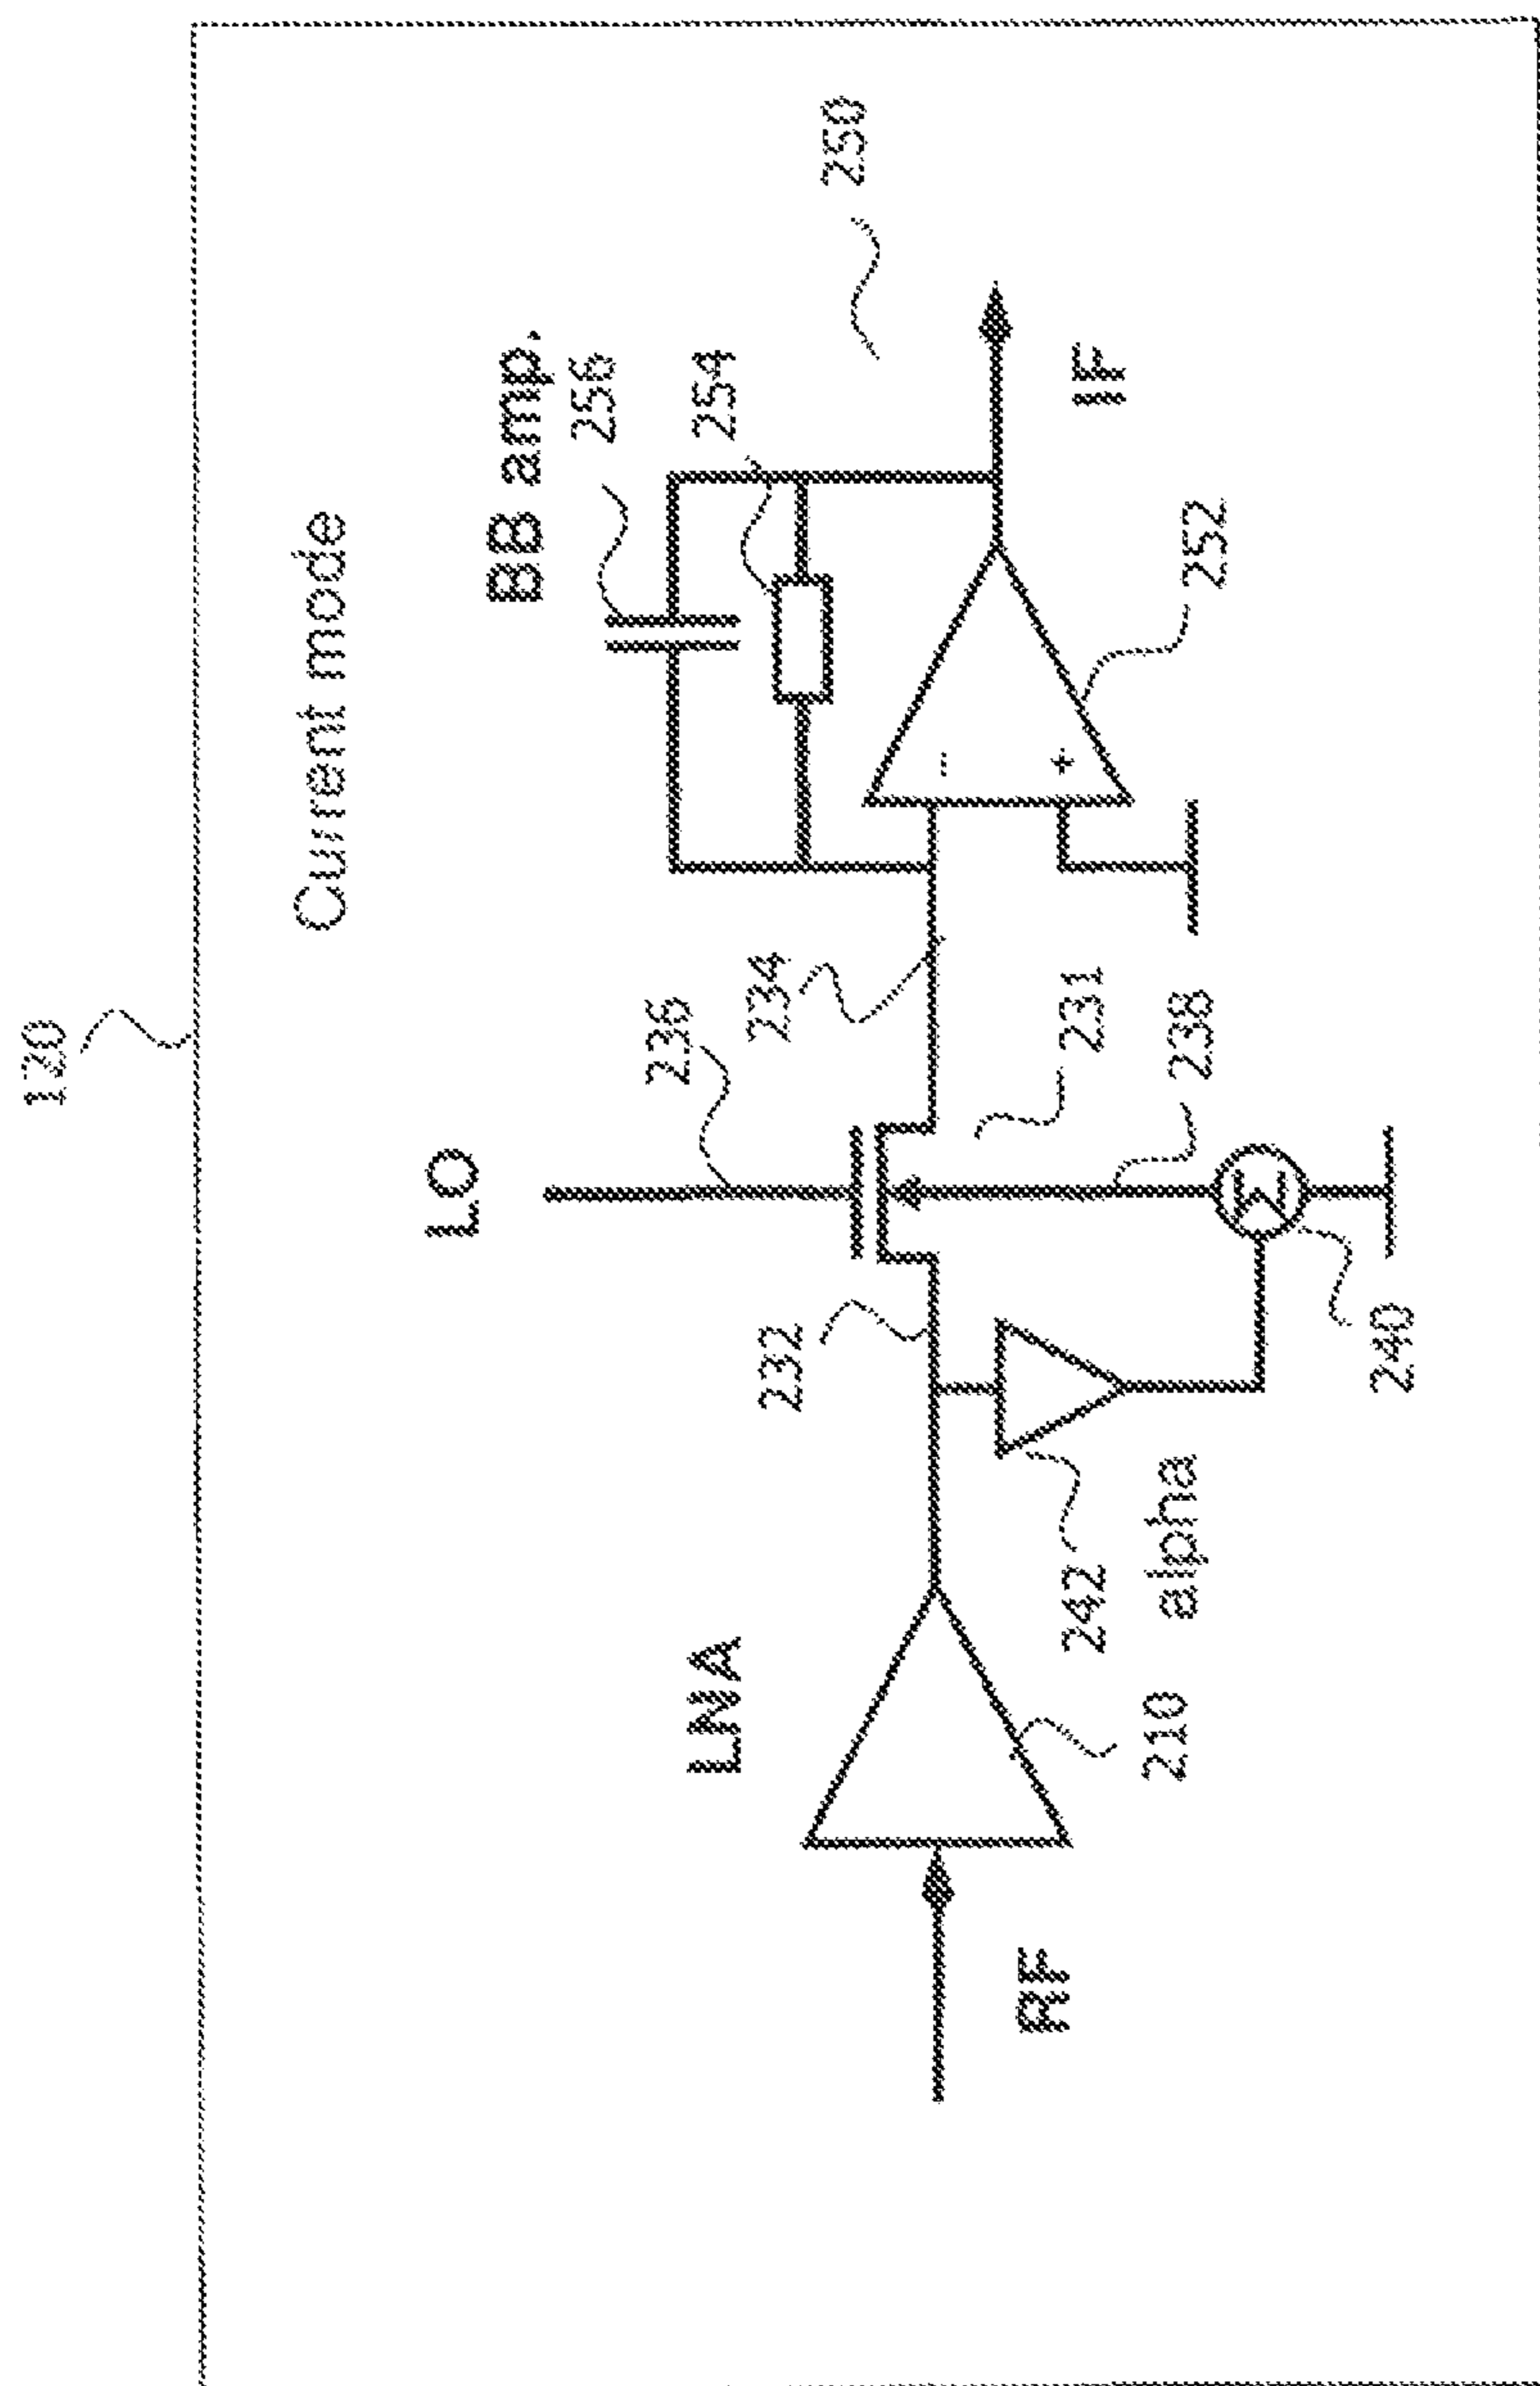 120
Current mode
LO
BB amp.
236
256
254
250
234
LNA
232
231
238
-
+
IF
252
Σ
240
242
alpha
210
RF